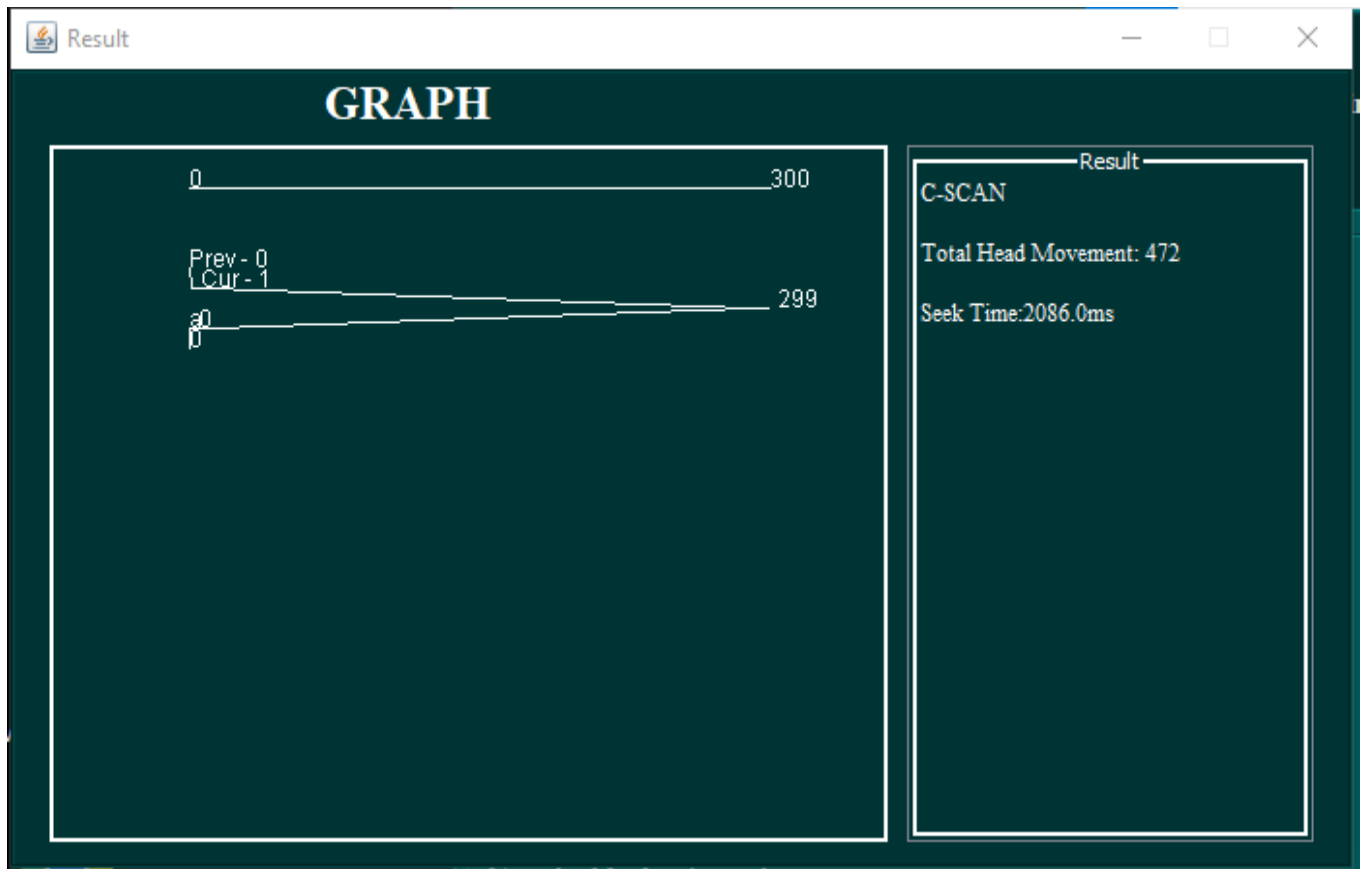 Result
GRAPH
0 300
Prev - 0
Cur - 1
299
a0
0
Result
C-SCAN
Total Head Movement: 472
Seek Time:2086.0ms